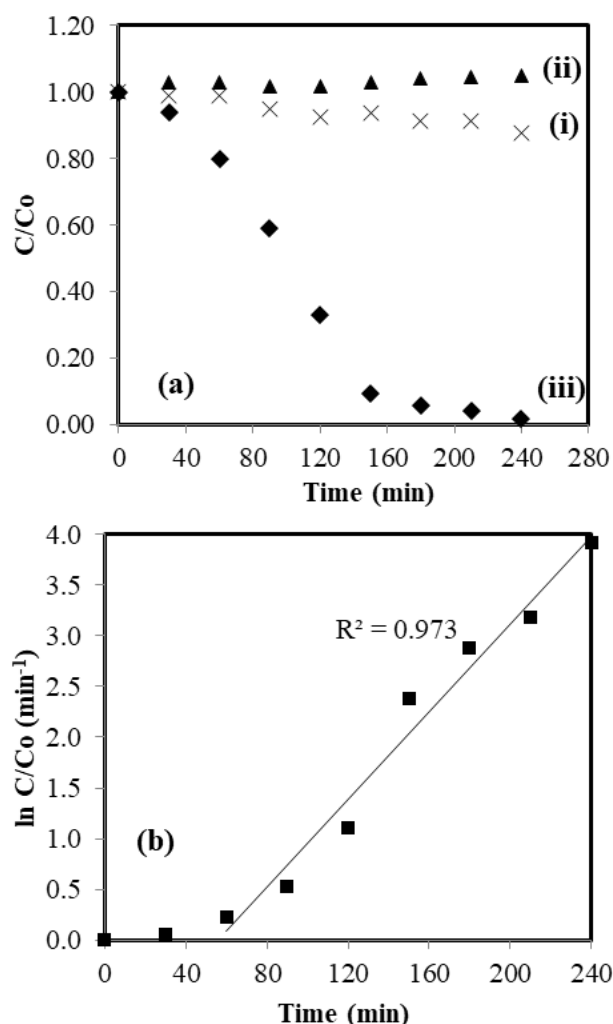 1.20
(ii)
1.00
(i)
0.80
C/Co
0.60
0.40
0.20
(a)
(iii)
0.00
0 40 80 120 160 200 240 280
Time (min)
4.0
3.5
R² = 0.973
3.0
2.5
ln C/Co (min⁻¹)
2.0
1.5
1.0
(b)
0.5
0.0
0 40 80 120 160 200 240
Time (min)